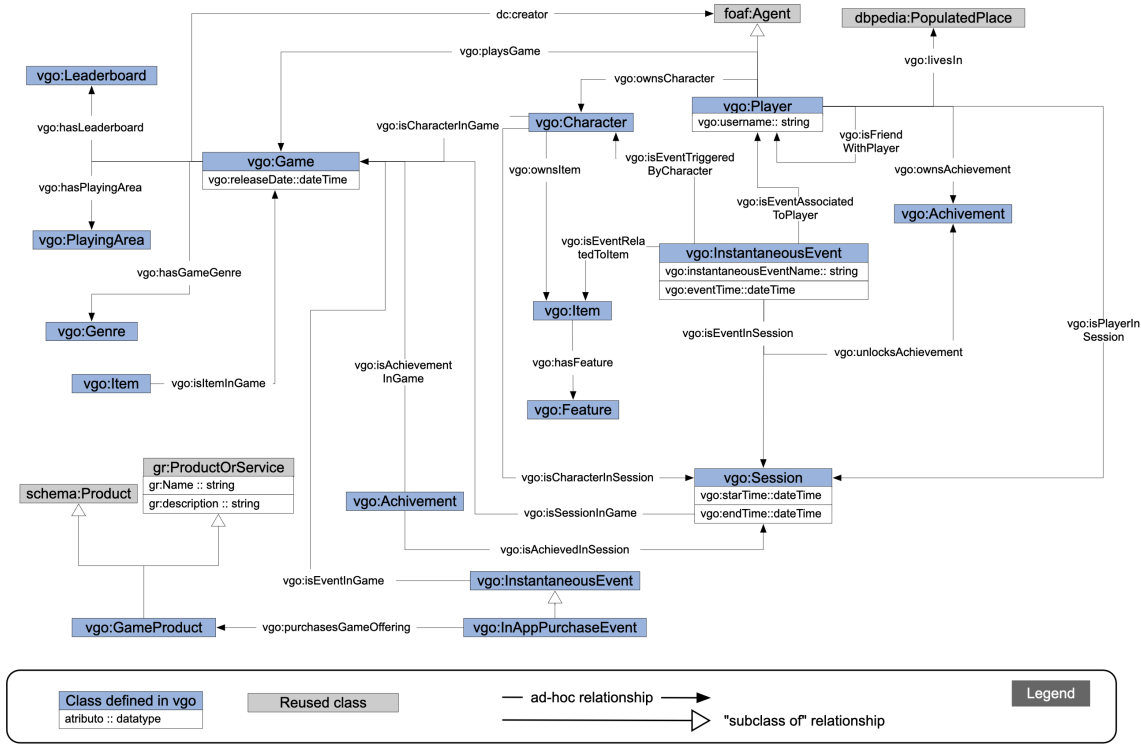 dc:creator
foaf:Agent
dbpedia:PopulatedPlace
vgo:playsGame
vgo:livesIn
vgo:Leaderboard
vgo:ownsCharacter
vgo:Player
vgo:username:: string
vgo:hasLeaderboard
vgo:isCharacterInGame
vgo:Character
vgo:isFriend
WithPlayer
vgo:Game
vgo:releaseDate::dateTime
vgo:ownsItem
vgo:isEventTriggered
ByCharacter
vgo:ownsAchievement
vgo:hasPlayingArea
vgo:isEventAssociated
ToPlayer
vgo:Achivement
vgo:PlayingArea
vgo:isEventRela
tedToItem
vgo:InstantaneousEvent
vgo:instantaneousEventName:: string
vgo:eventTime::dateTime
vgo:hasGameGenre
vgo:Item
vgo:Genre
vgo:isEventInSession
vgo:isPlayerIn
Session
vgo:unlocksAchievement
vgo:hasFeature
vgo:isAchievement
InGame
vgo:Item
vgo:isItemInGame
vgo:Feature
gr:ProductOrService
gr:Name :: string
gr:description :: string
schema:Product
vgo:isCharacterInSession
vgo:Session
vgo:starTime::dateTime
vgo:endTime::dateTime
vgo:Achivement
vgo:isSessionInGame
vgo:isAchievedInSession
vgo:isEventInGame
vgo:InstantaneousEvent
vgo:GameProduct
vgo:purchasesGameOffering
vgo:InAppPurchaseEvent
Class defined in vgo
atributo :: datatype
Reused class
ad-hoc relationship
"subclass of" relationship
Legend